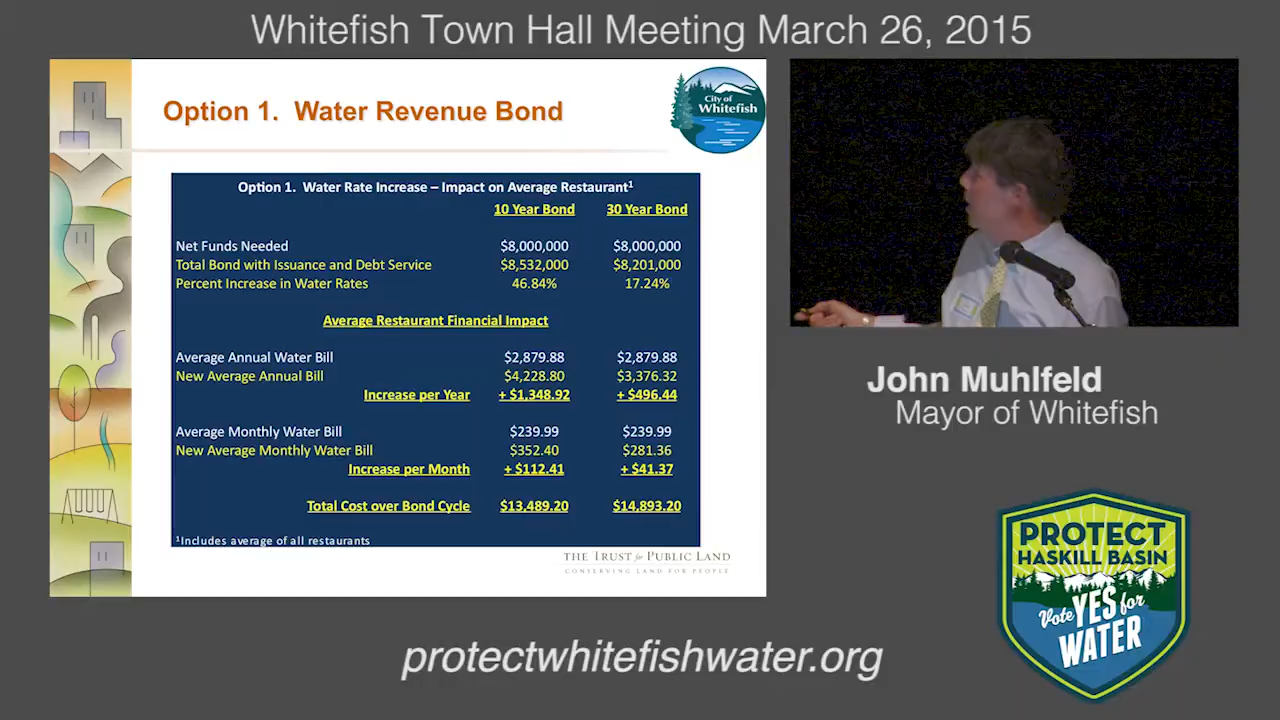 Whitefish Town Hall Meeting March 26, 2015
Option 1. Water Revenue Bond
City of
Whitefish
Option 1. Water Rate Increase – Impact on Average Restaurant¹
10 Year Bond 30 Year Bond
Net Funds Needed $8,000,000 $8,000,000
Total Bond with Issuance and Debt Service $8,532,000 $8,201,000
Percent Increase in Water Rates 46.84% 17.24%
Average Restaurant Financial Impact
Average Annual Water Bill $2,879.88 $2,879.88
New Average Annual Bill $4,228.80 $3,376.32
Increase per Year + $1,348.92 + $496.44
Average Monthly Water Bill $239.99 $239.99
New Average Monthly Water Bill $352.40 $281.36
Increase per Month + $112.41 + $41.37
Total Cost over Bond Cycle $13,489.20 $14,893.20
¹Includes average of all restaurants
THE TRUST for PUBLIC LAND
CONSERVING LAND FOR PEOPLE
John Muhlfeld
Mayor of Whitefish
PROTECT
HASKILL BASIN
Vote YES for
WATER
protectwhitefishwater.org